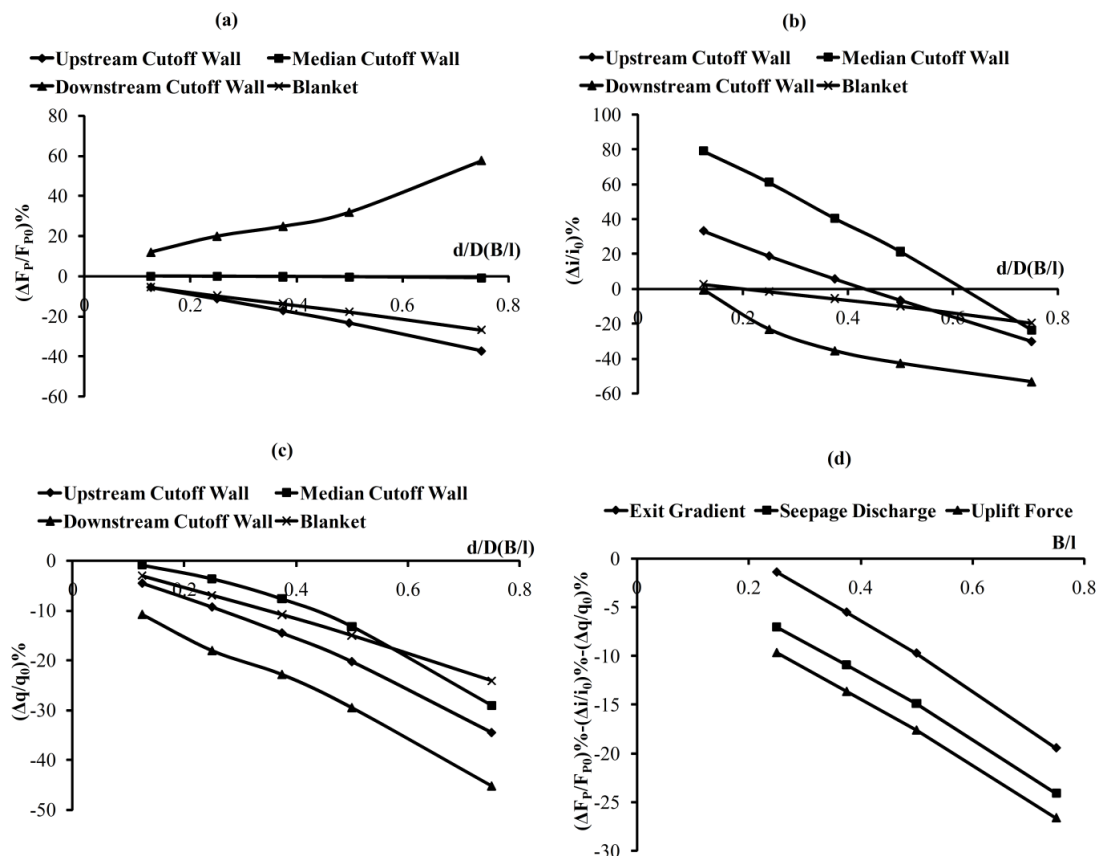 (a)
Upstream Cutoff Wall Median Cutoff Wall
Downstream Cutoff Wall Blanket
80
60
40
20
0
-20
-40
-60
0 0.2 0.4 0.6 0.8
d/D(B/l)
(ΔF_P/F_P0)%
(b)
Upstream Cutoff Wall Median Cutoff Wall
Downstream Cutoff Wall Blanket
100
80
60
40
20
0
-20
-40
-60
0 0.2 0.4 0.6 0.8
d/D(B/l)
(Δi/i₀)%
(c)
Upstream Cutoff Wall Median Cutoff Wall
Downstream Cutoff Wall Blanket
d/D(B/l)
0
-10
-20
-30
-40
-50
0 0.2 0.4 0.6 0.8
(Δq/q₀)%
(d)
Exit Gradient Seepage Discharge Uplift Force
B/l
0
-5
-10
-15
-20
-25
-30
0 0.2 0.4 0.6 0.8
(ΔF_P/F_P0)%-(Δi/i₀)%-(Δq/q₀)%